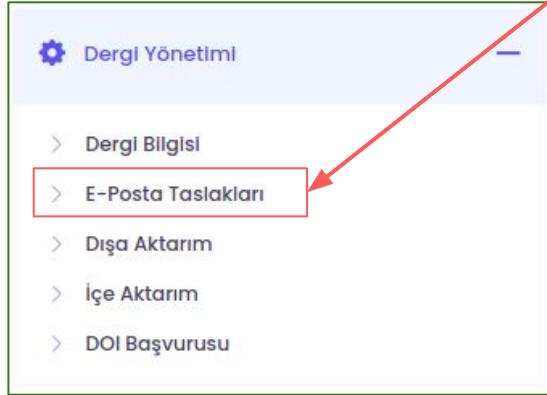 Dergi Yönetimi
Dergi Bilgisi
E-Posta Taslakları
Dışa Aktarım
İçe Aktarım
DOI Başvurusu